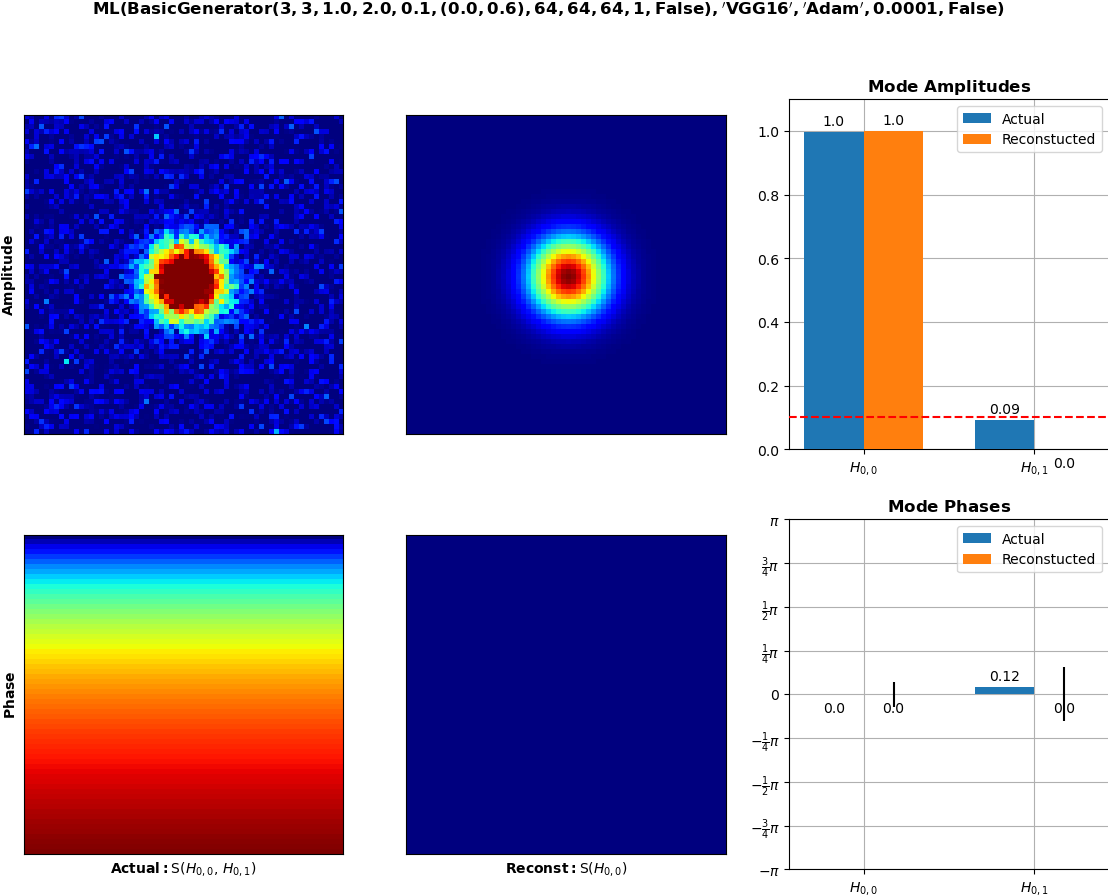 ML(BasicGenerator(3, 3, 1.0, 2.0, 0.1, (0.0, 0.6), 64, 64, 64, 1, False), 'VGG16', 'Adam', 0.0001, False)
Amplitude
Mode Amplitudes
Actual
Reconstucted
1.0
1.0
0.09
0.0
1.0
0.8
0.6
0.4
0.2
0.0
H0,0
H0,1
Phase
Actual: S(H0,0, H0,1)
Reconst: S(H0,0)
Mode Phases
Actual
Reconstucted
π
3/4π
1/2π
1/4π
0
−1/4π
−1/2π
−3/4π
−π
0.0
0.0
0.12
0.0
H0,0
H0,1